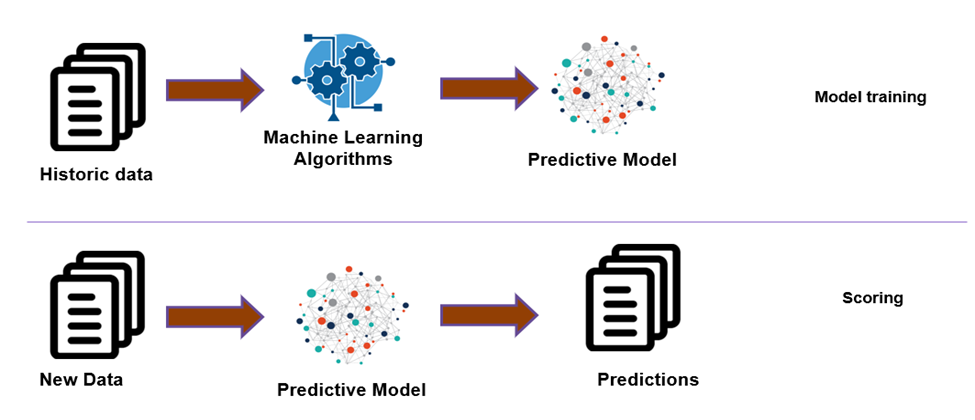 Machine Learning
Algorithms
Model training
Predictive Model
Historic data
Scoring
New Data
Predictive Model
Predictions